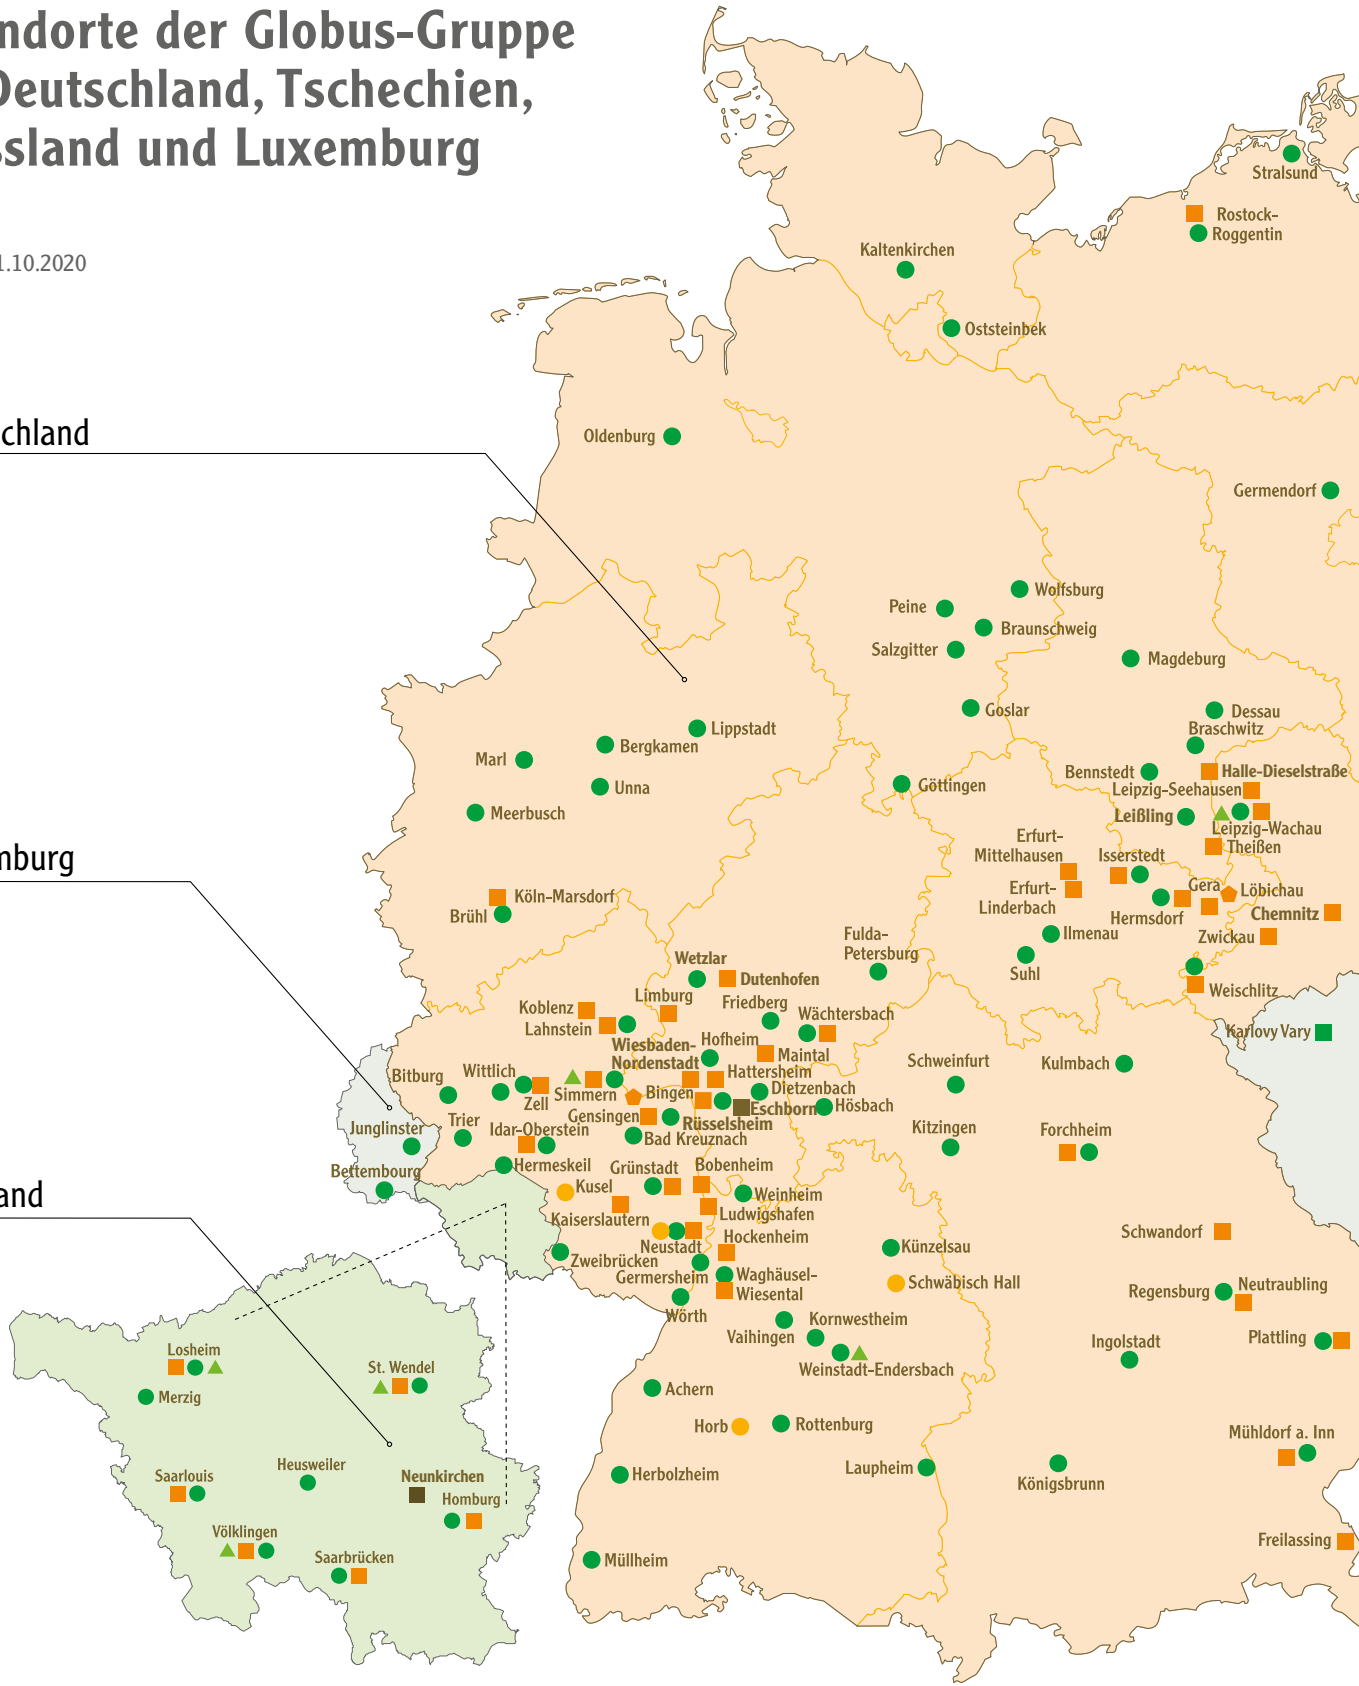 ndorte der Globus-Gruppe
Deutschland, Tschechien,
ssland und Luxemburg
1.10.2020
chland
mburg
and
Stralsund
Rostock-
Roggentin
Kaltenkirchen
Oststeinbek
Oldenburg
Germendorf
Wolfsburg
Peine
Braunschweig
Salzgitter
Magdeburg
Goslar
Dessau
Braschwitz
Lippstadt
Bergkamen
Marl
Unna
Meerbusch
Göttingen
Bennstedt
Halle-Dieselstraße
Leipzig-Seehausen
Leißling
Leipzig-Wachau
Theißen
Erfurt-
Mittelhausen
Isserstedt
Erfurt-
Linderbach
Gera
Löbichau
Hermsdorf
Chemnitz
Zwickau
Köln-Marsdorf
Brühl
Ilmenau
Suhl
Fulda-
Petersburg
Weischlitz
Wetzlar
Dutenhofen
Limburg
Friedberg
Koblenz
Lahnstein
Wächtersbach
Karlovy Vary
Hofheim
Wiesbaden-
Nordenstadt
Maintal
Schweinfurt
Kulmbach
Hattersheim
Bitburg
Wittlich
Zell
Simmern
Bingen
Dietzenbach
Eschborn
Hösbach
Gensingen
Rüsselsheim
Trier
Idar-Oberstein
Bad Kreuznach
Kitzingen
Forchheim
Junglinster
Bettembourg
Hermeskeil
Grünstadt
Bobenheim
Kusel
Weinheim
Kaiserslautern
Ludwigshafen
Neustadt
Hockenheim
Zweibrücken
Germersheim
Waghäusel-
Wiesental
Wörth
Künzelsau
Schwäbisch Hall
Schwandorf
Regensburg
Neutraubling
Plattling
Ingolstadt
Kornwestheim
Vaihingen
Weinstadt-Endersbach
Achern
Horb
Rottenburg
Herbolzheim
Laupheim
Königsbrunn
Mühldorf a. Inn
Freilassing
Müllheim
Losheim
St. Wendel
Merzig
Saarlouis
Heusweiler
Neunkirchen
Homburg
Völklingen
Saarbrücken